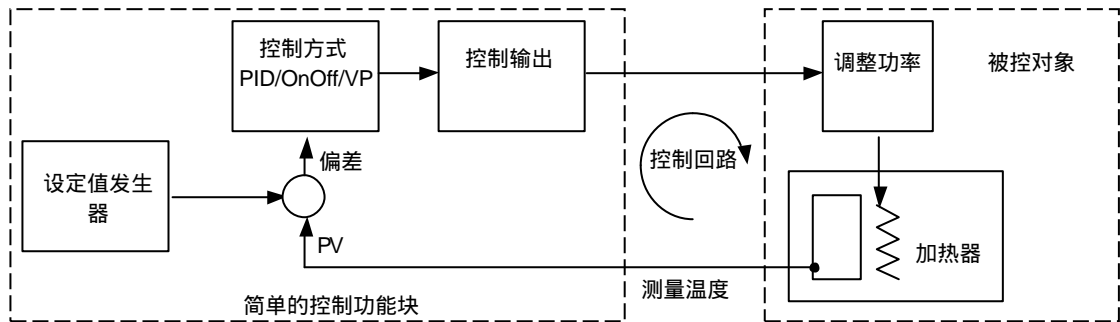 控制方式
PID/OnOff/VP
控制输出
调整功率
被控对象
偏差
控制回路
设定值发生
器
PV
加热器
测量温度
简单的控制功能块